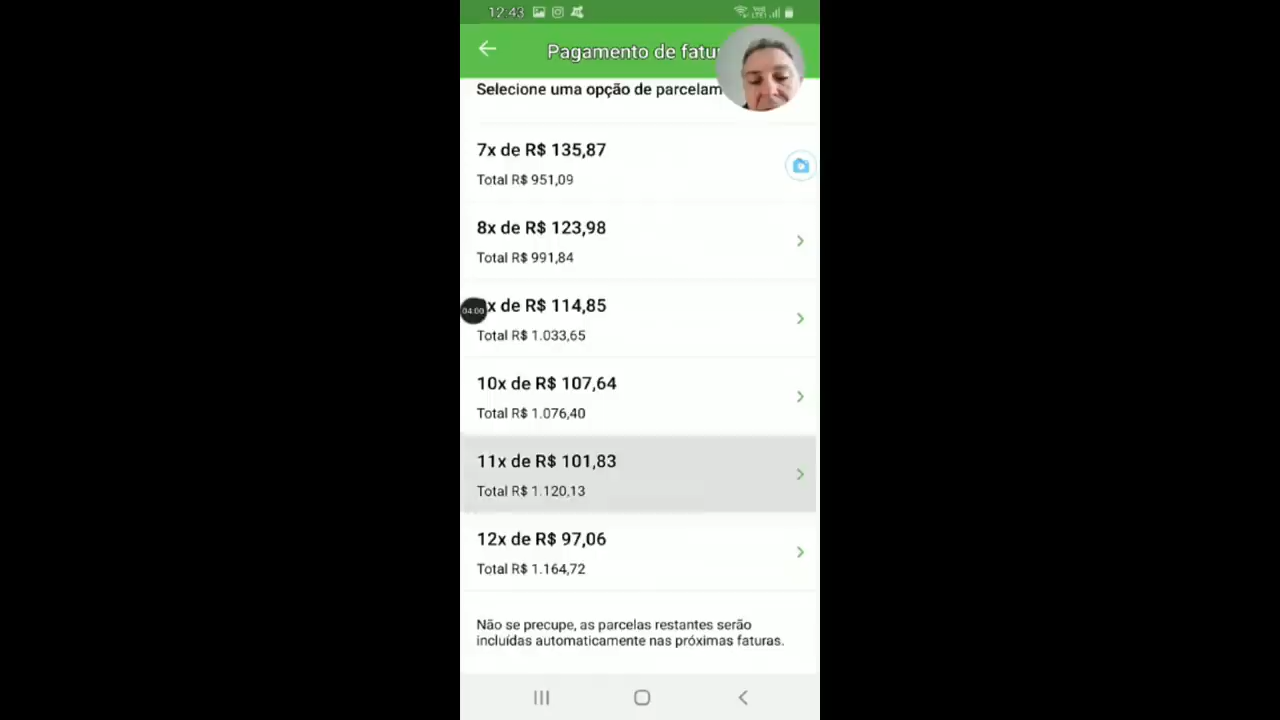 12:43
Pagamento de fatu
Selecione uma opção de parcelam
7x de R$ 135,87
Total R$ 951,09
8x de R$ 123,98
Total R$ 991,84
x de R$ 114,85
04:00
Total R$ 1.033,65
10x de R$ 107,64
Total R$ 1.076,40
11x de R$ 101,83
Total R$ 1.120,13
12x de R$ 97,06
Total R$ 1.164,72
Não se precupe, as parcelas restantes serão
incluídas automaticamente nas próximas faturas.